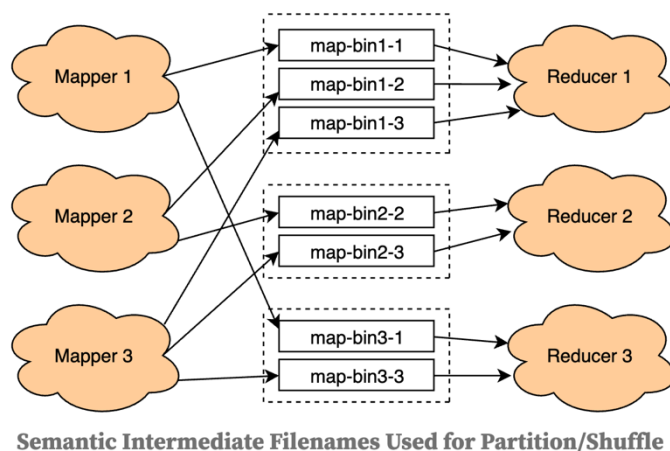 Mapper 1
map-bin1-1
map-bin1-2
map-bin1-3
Reducer 1
Mapper 2
map-bin2-2
map-bin2-3
Reducer 2
Mapper 3
map-bin3-1
map-bin3-3
Reducer 3
Semantic Intermediate Filenames Used for Partition/Shuffle